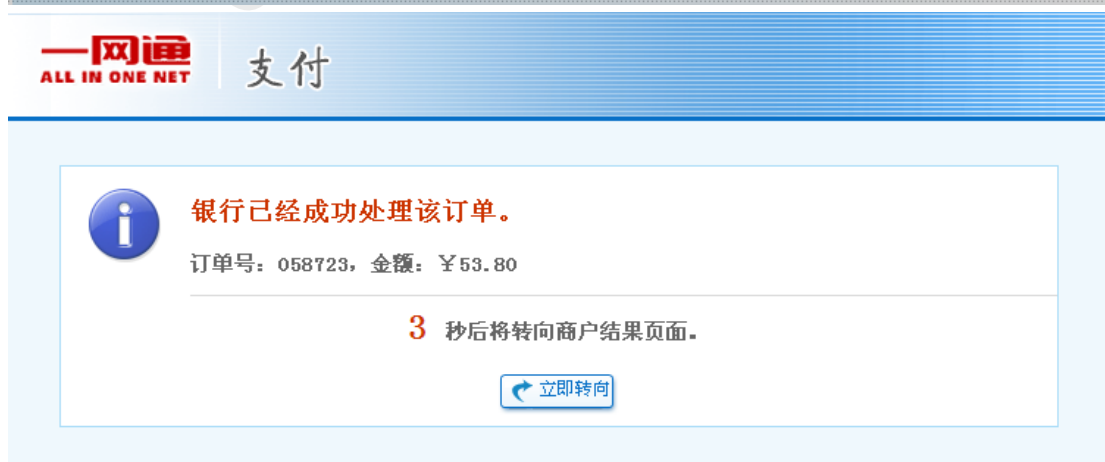 一网通
ALL IN ONE NET
支付
银行已经成功处理该订单。
订单号：058723，金额：￥53.80
3 秒后将转向商户结果页面。
立即转向